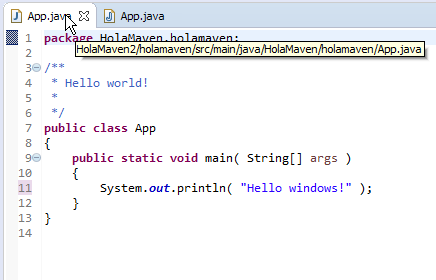 App.java App.java
1 package HolaMaven.holamaven;
HolaMaven2/holamaven/src/main/java/HolaMaven/holamaven/App.java
2
3 /**
4 * Hello world!
5 *
6 */
7 public class App
8 {
9 public static void main( String[] args )
10 {
11 System.out.println( "Hello windows!" );
12 }
13 }
14